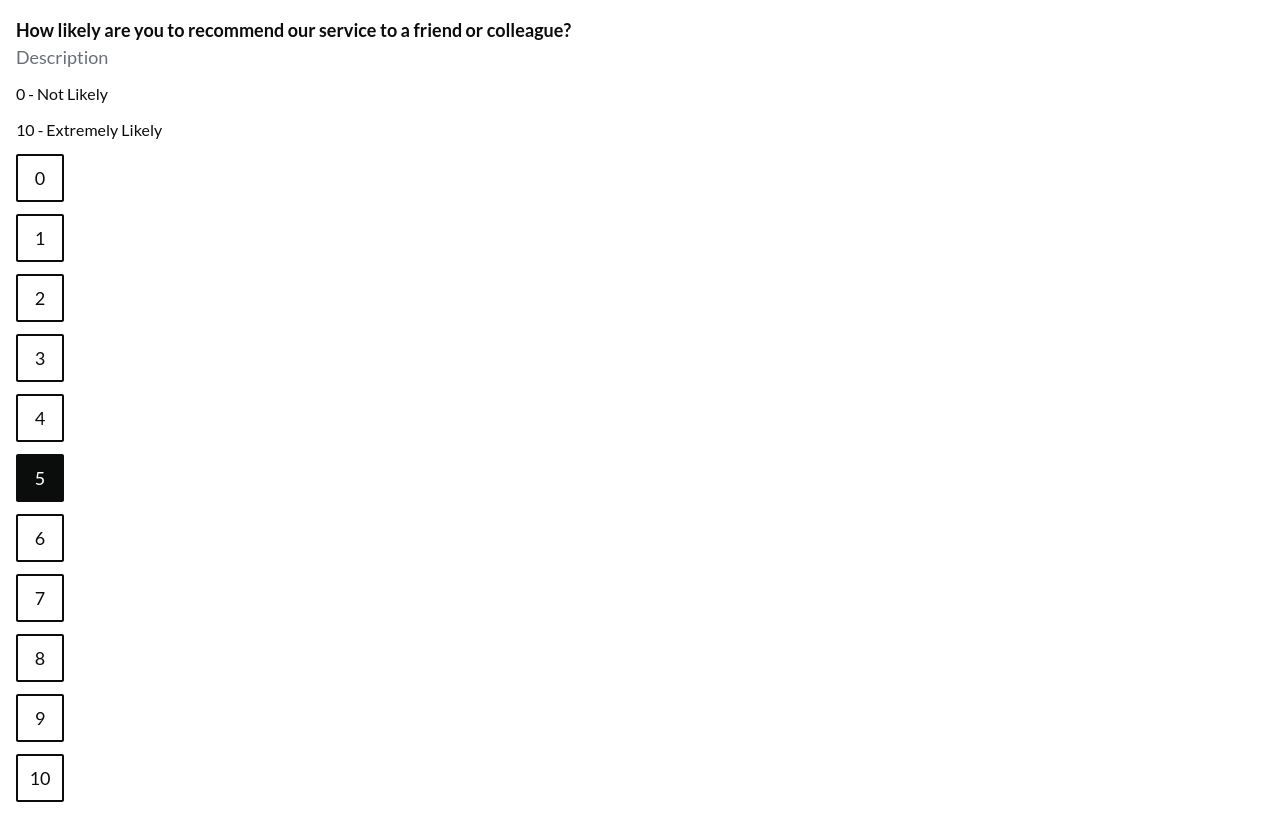 How likely are you to recommend our service to a friend or colleague?
Description
0 - Not Likely
10 - Extremely Likely
0
1
2
3
4
5
6
7
8
9
10